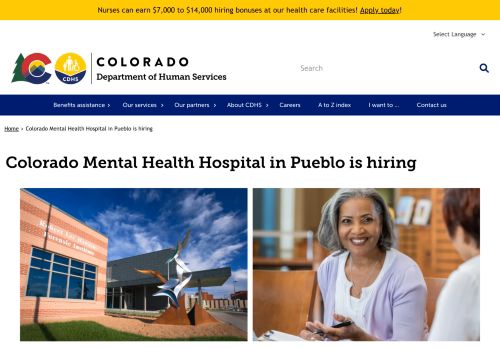 Nurses can earn $7,000 to $14,000 hiring bonuses at our health care facilities! Apply today!
Select Language
COLORADO
Department of Human Services
CDHS
Search
Benefits assistance
Our services
Our partners
About CDHS
Careers
A to Z index
I want to ...
Contact us
Home > Colorado Mental Health Hospital in Pueblo is hiring
Colorado Mental Health Hospital in Pueblo is hiring
Forensic Institute